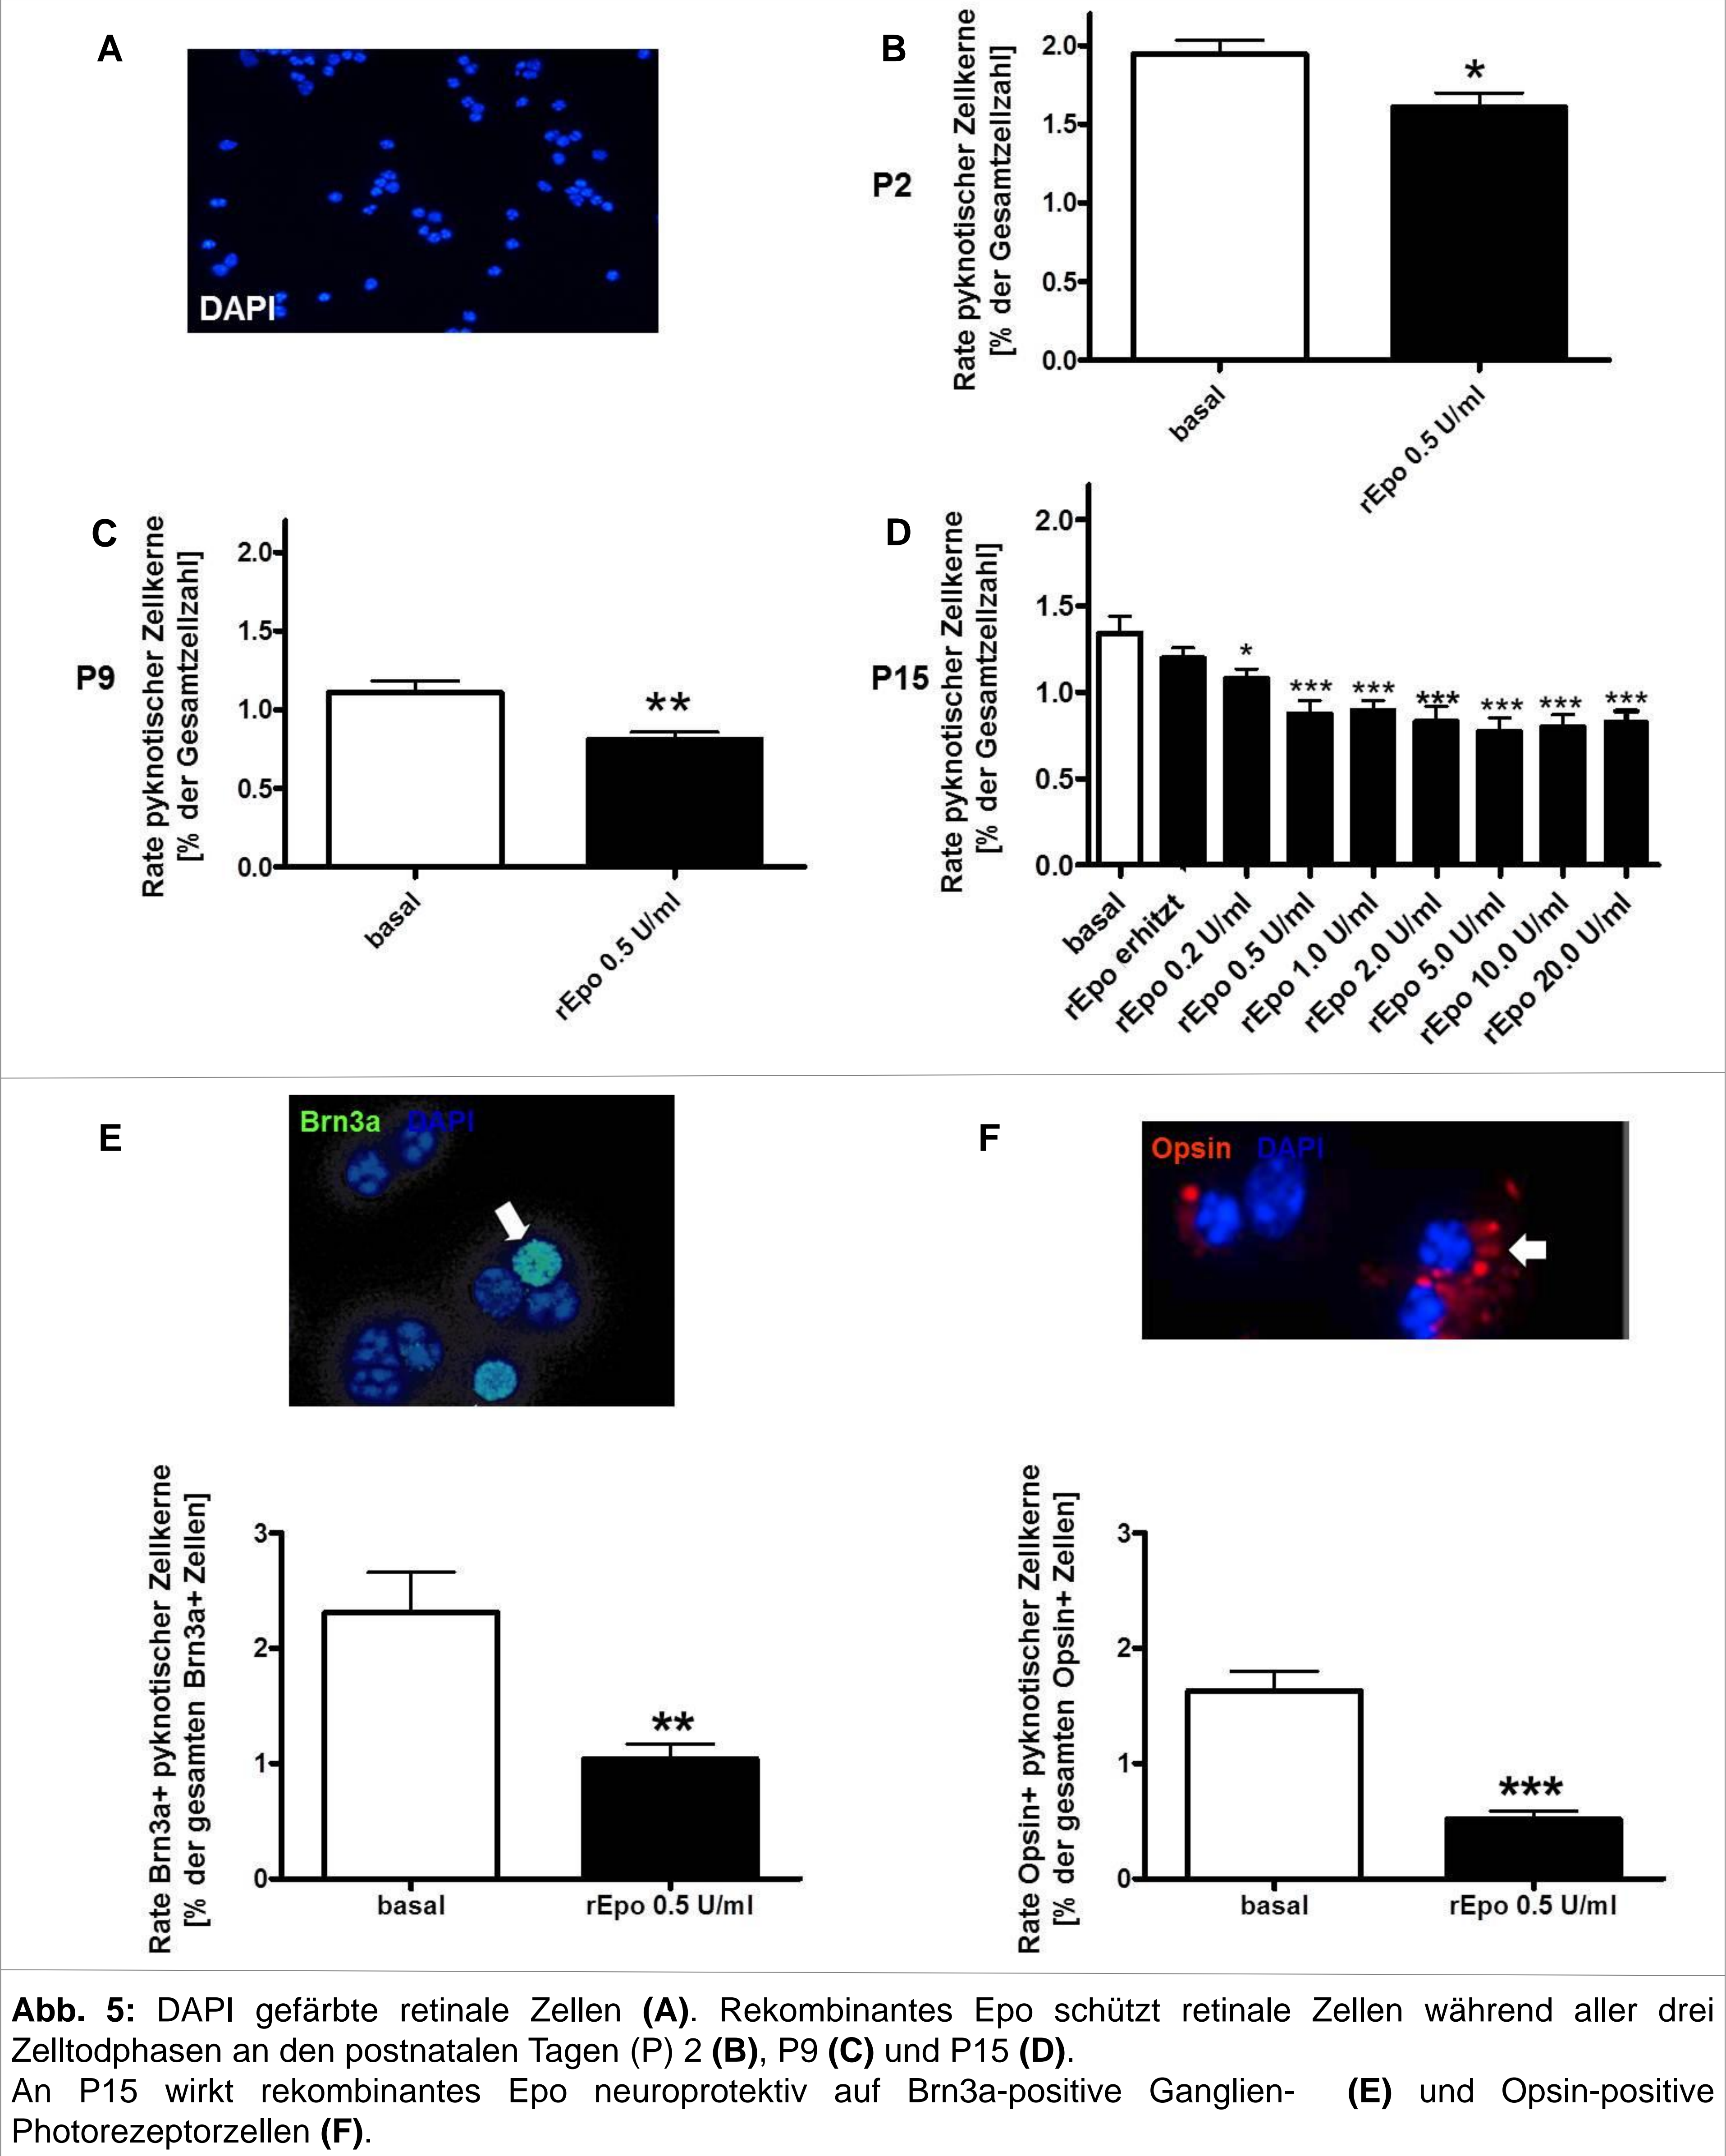 A
DAPI
B
P2
Rate pyknotischer Zellkerne
[% der Gesamtzellzahl]
2.0
1.5
1.0
0.5
0.0
*
basal
rEpo 0.5 U/ml
C
P9
Rate pyknotischer Zellkerne
[% der Gesamtzellzahl]
2.0
1.5
1.0
0.5
0.0
**
basal
rEpo 0.5 U/ml
D
P15
Rate pyknotischer Zellkerne
[% der Gesamtzellzahl]
2.0
1.5
1.0
0.5
0.0
* *** *** *** *** *** ***
basal
rEpo erhitzt
rEpo 0.2 U/ml
rEpo 0.5 U/ml
rEpo 1.0 U/ml
rEpo 2.0 U/ml
rEpo 5.0 U/ml
rEpo 10.0 U/ml
rEpo 20.0 U/ml
E
Brn3a DAPI
Rate Brn3a+ pyknotischer Zellkerne
[% der gesamten Brn3a+ Zellen]
3
2
1
0
**
basal
rEpo 0.5 U/ml
F
Opsin DAPI
Rate Opsin+ pyknotischer Zellkerne
[% der gesamten Opsin+ Zellen]
3
2
1
0
***
basal
rEpo 0.5 U/ml
Abb. 5: DAPI gefärbte retinale Zellen (A). Rekombinantes Epo schützt retinale Zellen während aller drei
Zelltodphasen an den postnatalen Tagen (P) 2 (B), P9 (C) und P15 (D).
An P15 wirkt rekombinantes Epo neuroprotektiv auf Brn3a-positive Ganglien- (E) und Opsin-positive
Photorezeptorzellen (F).